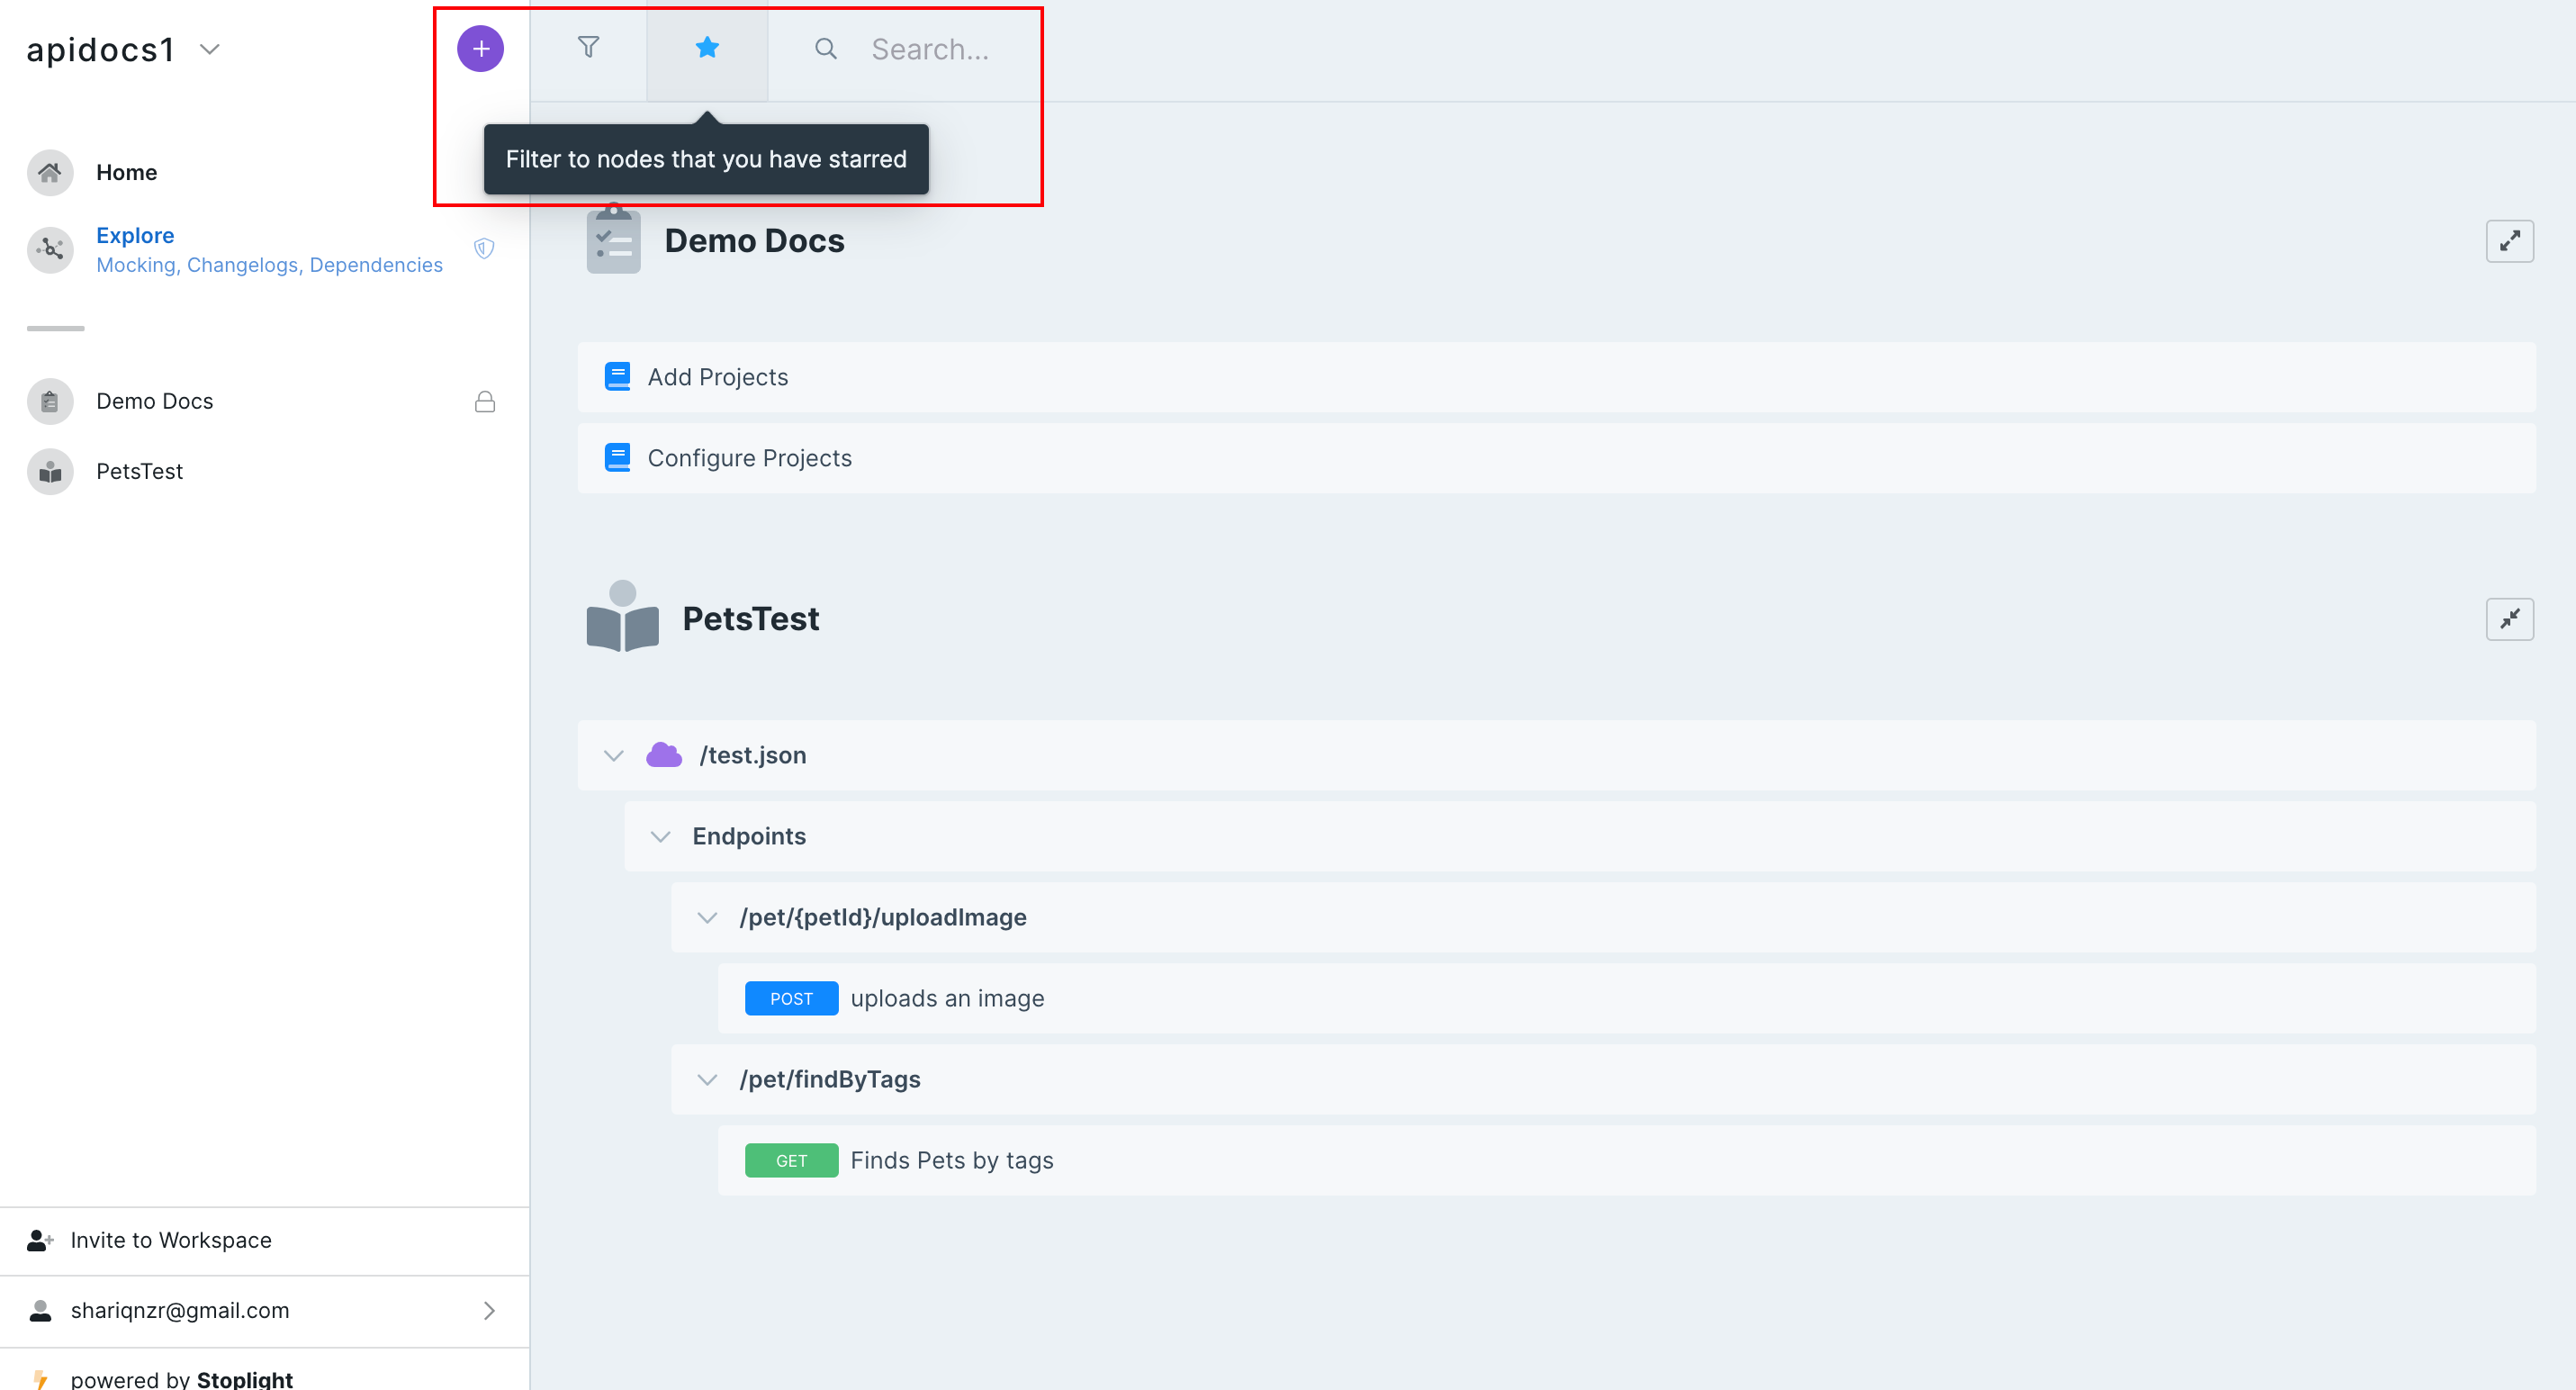 apidocs1
Search...
Filter to nodes that you have starred
Home
Explore
Mocking, Changelogs, Dependencies
Demo Docs
PetsTest
Invite to Workspace
shariqnzr@gmail.com
powered by Stoplight
Demo Docs
Add Projects
Configure Projects
PetsTest
/test.json
Endpoints
/pet/{petId}/uploadImage
POST uploads an image
/pet/findByTags
GET Finds Pets by tags